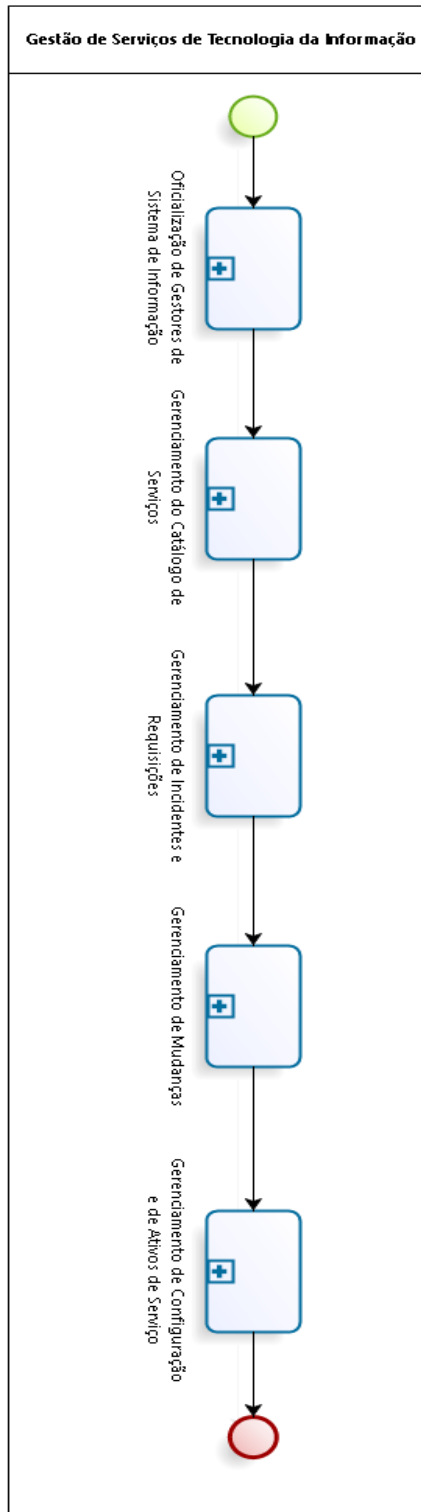 Gestão de Serviços de Tecnologia da Informação
Oficialização de Gestores de
Sistema de Informação
Gerenciamento do Catálogo de
Serviços
Gerenciamento de Incidentes e
Requisições
Gerenciamento de Mudanças
Gerenciamento de Configuração
e de Ativos de Serviço